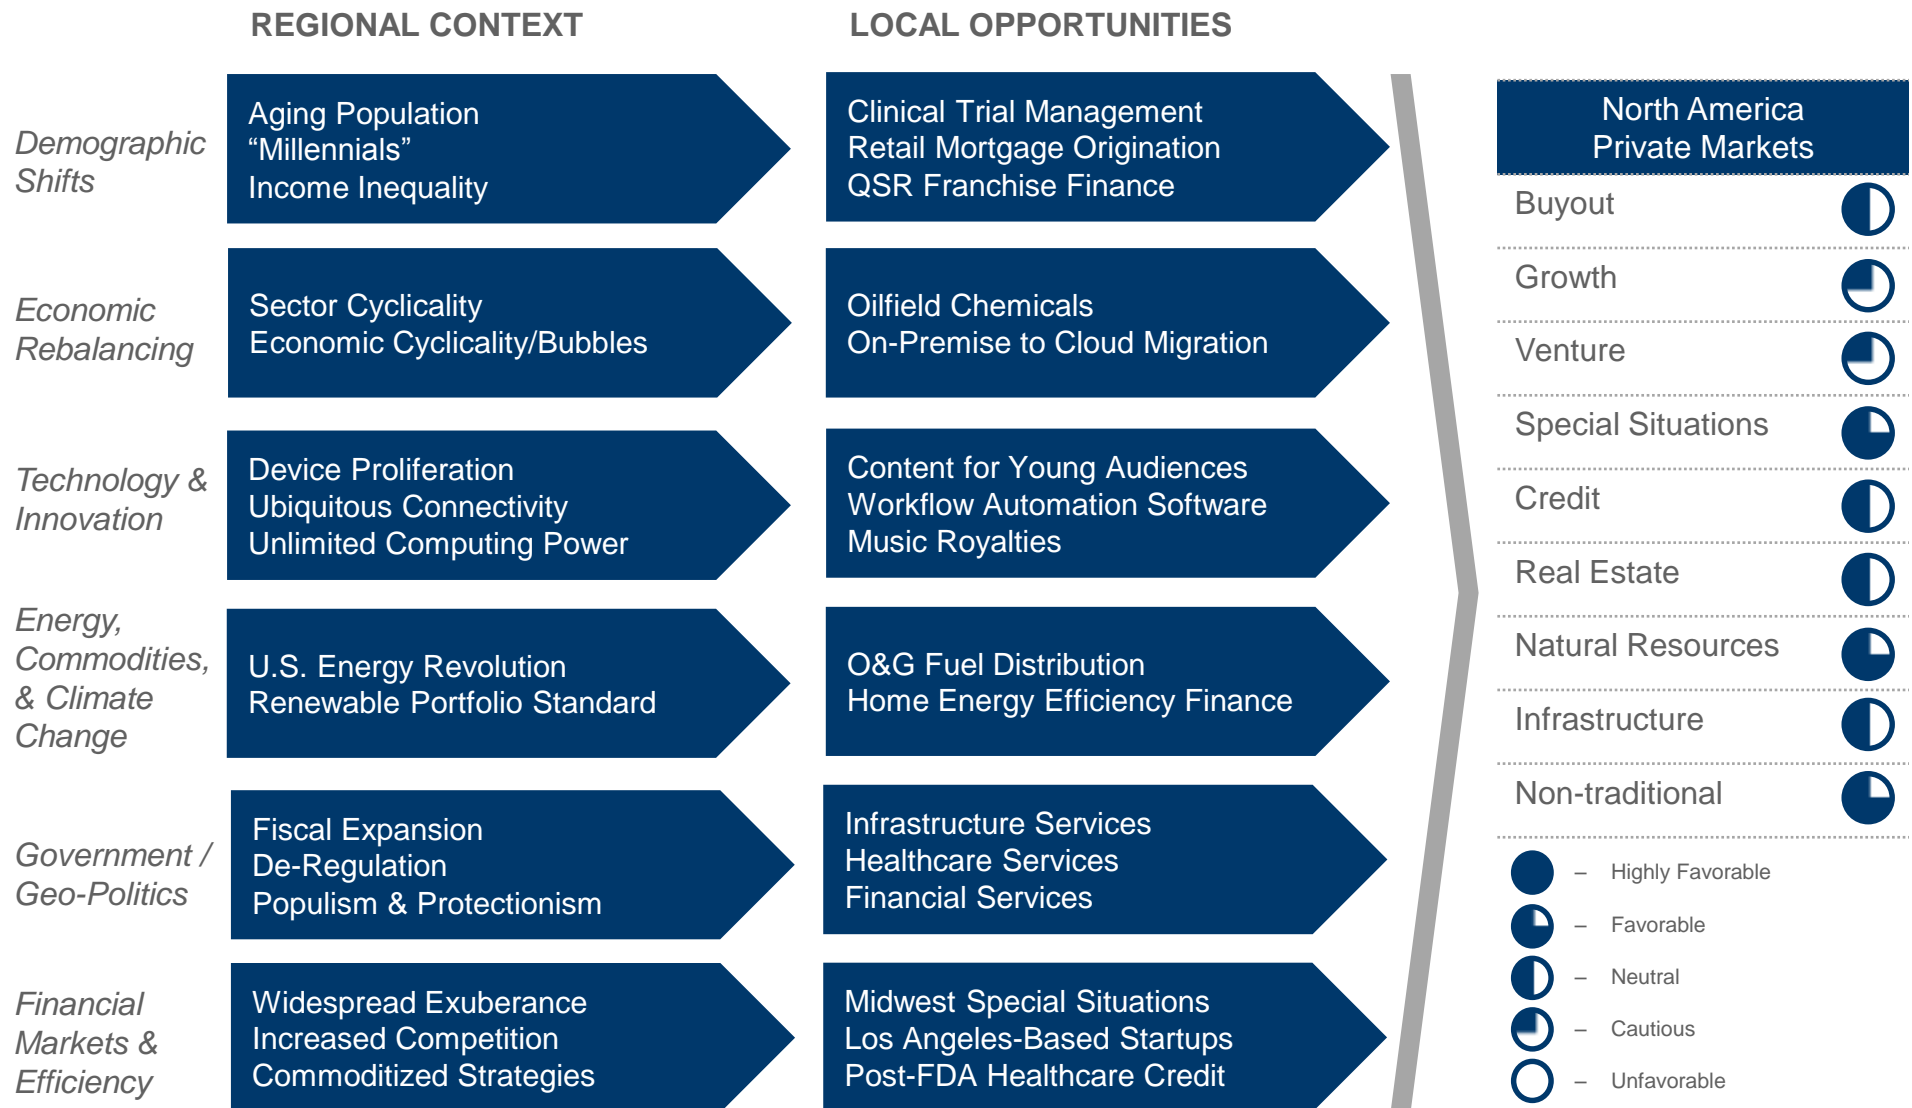 REGIONAL CONTEXT
LOCAL OPPORTUNITIES
Demographic
Shifts
Aging Population
“Millennials”
Income Inequality
Clinical Trial Management
Retail Mortgage Origination
QSR Franchise Finance
Economic
Rebalancing
Sector Cyclicality
Economic Cyclicality/Bubbles
Oilfield Chemicals
On-Premise to Cloud Migration
Technology &
Innovation
Device Proliferation
Ubiquitous Connectivity
Unlimited Computing Power
Content for Young Audiences
Workflow Automation Software
Music Royalties
Energy,
Commodities,
& Climate
Change
U.S. Energy Revolution
Renewable Portfolio Standard
O&G Fuel Distribution
Home Energy Efficiency Finance
Government /
Geo-Politics
Fiscal Expansion
De-Regulation
Populism & Protectionism
Infrastructure Services
Healthcare Services
Financial Services
Financial
Markets &
Efficiency
Widespread Exuberance
Increased Competition
Commoditized Strategies
Midwest Special Situations
Los Angeles-Based Startups
Post-FDA Healthcare Credit
North America
Private Markets
Buyout
Growth
Venture
Special Situations
Credit
Real Estate
Natural Resources
Infrastructure
Non-traditional
– Highly Favorable
– Favorable
– Neutral
– Cautious
– Unfavorable